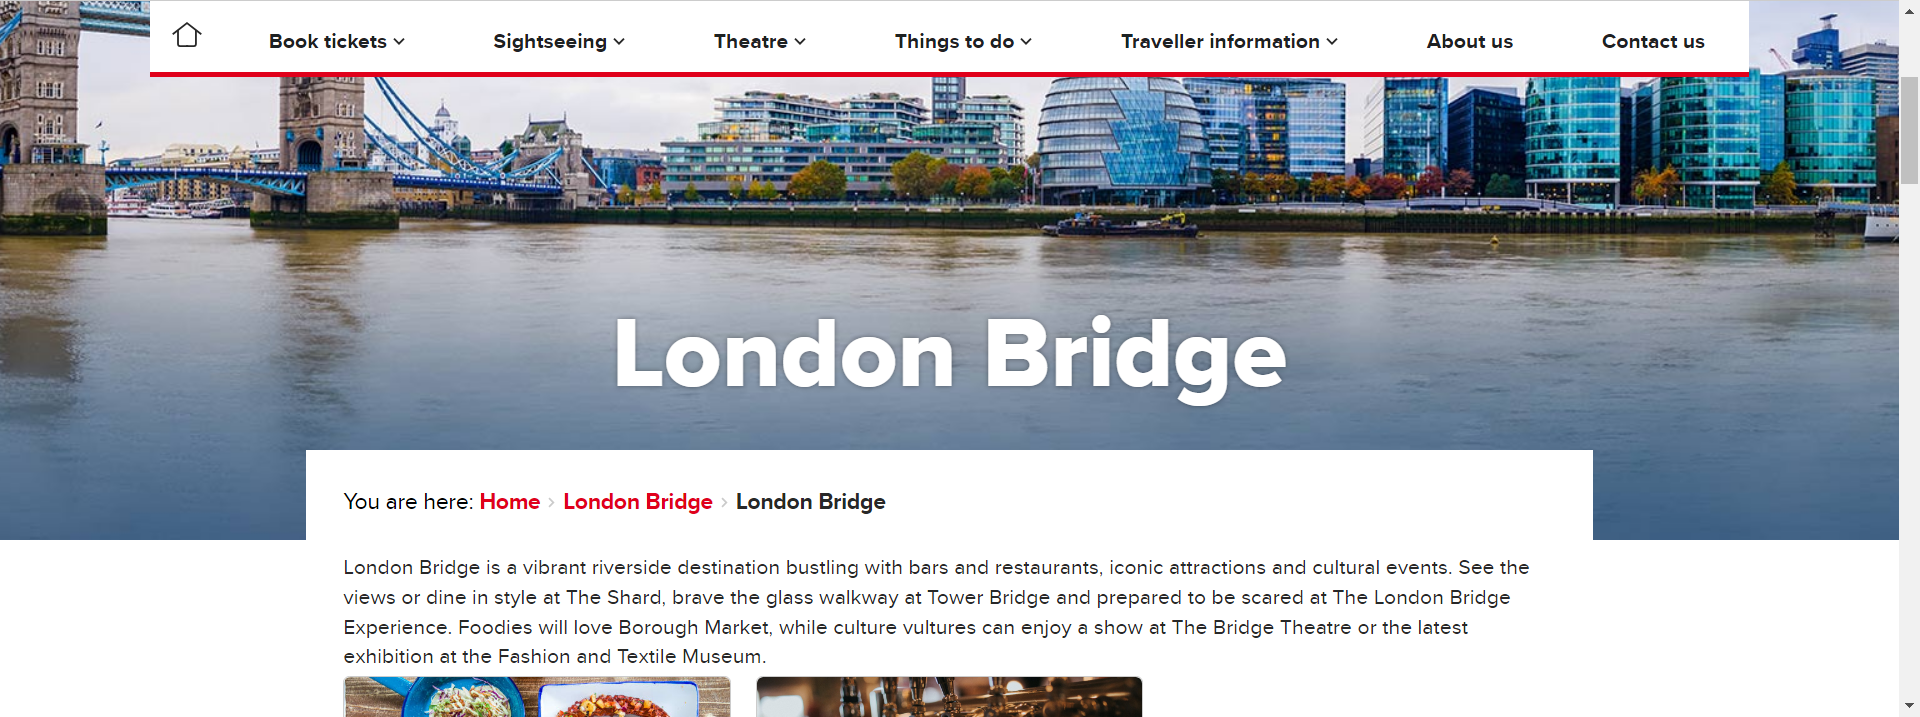 Book tickets
Sightseeing
Theatre
Things to do
Traveller information
About us
Contact us
London Bridge
You are here: Home › London Bridge › London Bridge
London Bridge is a vibrant riverside destination bustling with bars and restaurants, iconic attractions and cultural events. See the
views or dine in style at The Shard, brave the glass walkway at Tower Bridge and prepared to be scared at The London Bridge
Experience. Foodies will love Borough Market, while culture vultures can enjoy a show at The Bridge Theatre or the latest
exhibition at the Fashion and Textile Museum.